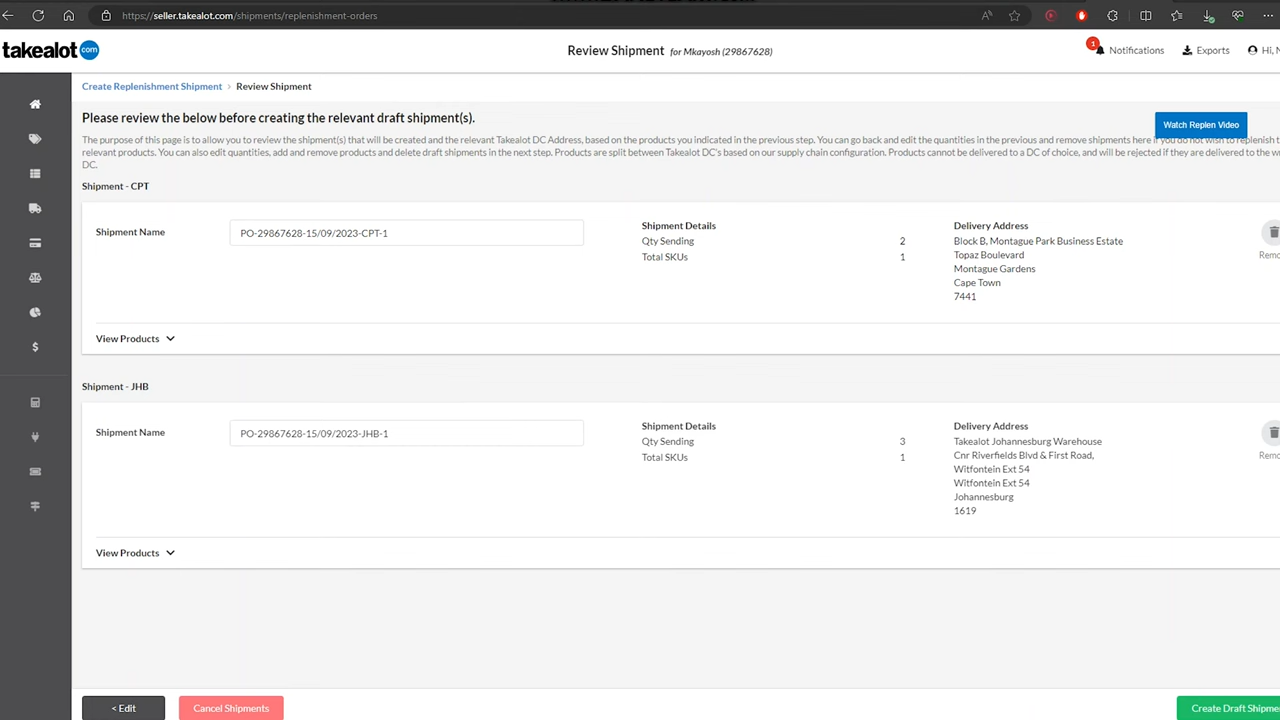 https://seller.takealot.com/shipments/replenishment-orders
takealot com
Review Shipment for Mkayosh (29867628)
1
Notifications
Exports
Hi,
Create Replenishment Shipment > Review Shipment
Please review the below before creating the relevant draft shipment(s).
Watch Replen Video
The purpose of this page is to allow you to review the shipment(s) that will be created and the relevant Takealot DC Address, based on the products you indicated in the previous step. You can go back and edit the quantities in the previous and remove shipments here if you do not wish to replenish
relevant products. You can also edit quantities, add and remove products and delete draft shipments in the next step. Products are split between Takealot DC's based on our supply chain configuration. Products cannot be delivered to a DC of choice, and will be rejected if they are delivered to the
DC.
Shipment - CPT
Shipment Name
PO-29867628-15/09/2023-CPT-1
Shipment Details
Qty Sending 2
Total SKUs 1
Delivery Address
Block B, Montague Park Business Estate
Topaz Boulevard
Montague Gardens
Cape Town
7441
Remo
View Products
Shipment - JHB
Shipment Name
PO-29867628-15/09/2023-JHB-1
Shipment Details
Qty Sending 3
Total SKUs 1
Delivery Address
Takealot Johannesburg Warehouse
Cnr Riverfields Blvd & First Road,
Witfontein Ext 54
Witfontein Ext 54
Johannesburg
1619
Remo
View Products
< Edit
Cancel Shipments
Create Draft Shipme